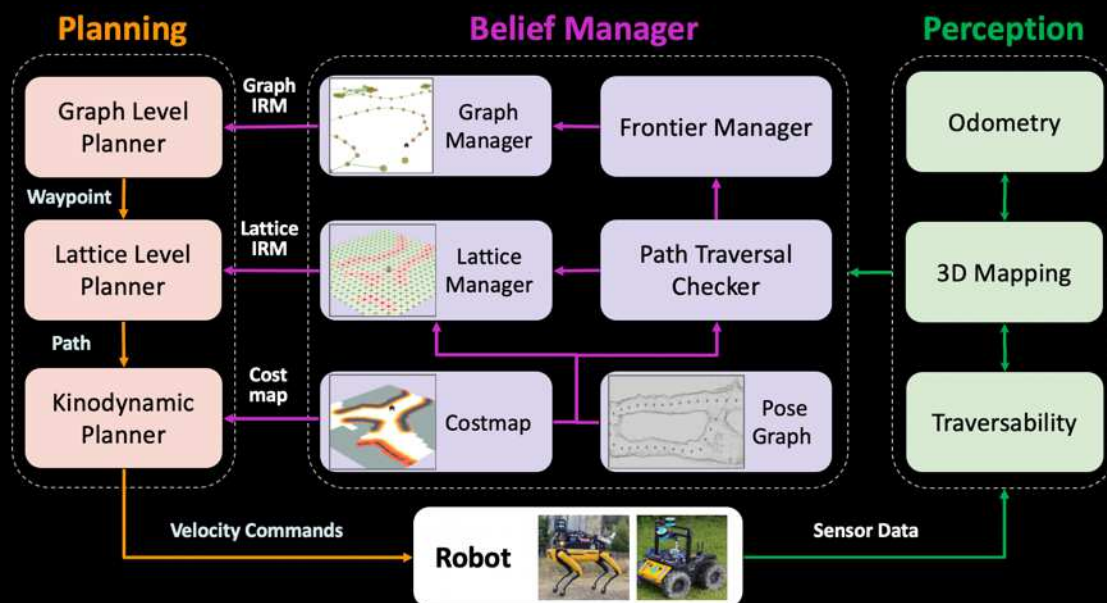 Planning
Belief Manager
Perception
Graph Level
Planner
Graph
IRM
Graph
Manager
Frontier Manager
Odometry
Waypoint
Lattice Level
Planner
Lattice
IRM
Lattice
Manager
Path Traversal
Checker
3D Mapping
Path
Kinodynamic
Planner
Cost
map
Costmap
Pose
Graph
Traversability
Velocity Commands
Robot
Sensor Data